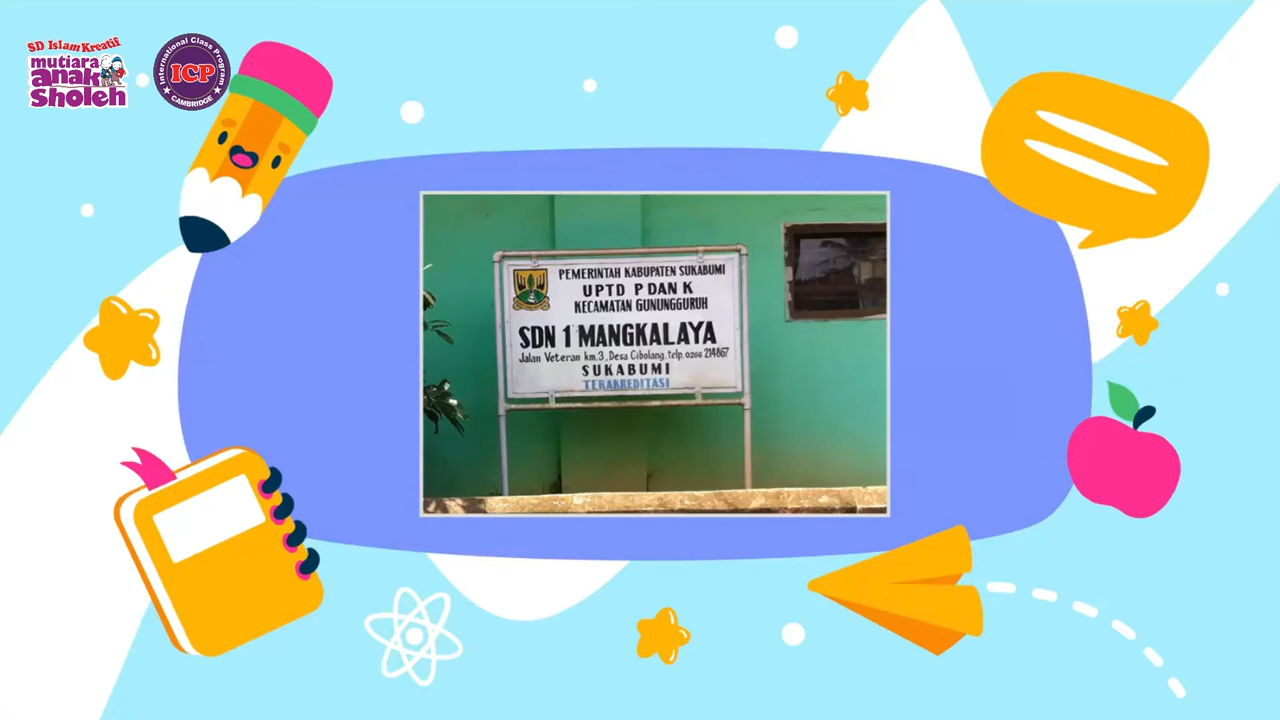 SD Islam Kreatif
mutiara
anak
Sholeh
International Class Program
ICP
CAMBRIDGE
PEMERINTAH KABUPATEN SUKABUMI
UPTD P DAN K
KECAMATAN GUNUNGGURUH
SDN 1 MANGKALAYA
Jalan Veteran km.3, Desa Cibolang, telp. 0266 214867
SUKABUMI
TERAKREDITASI